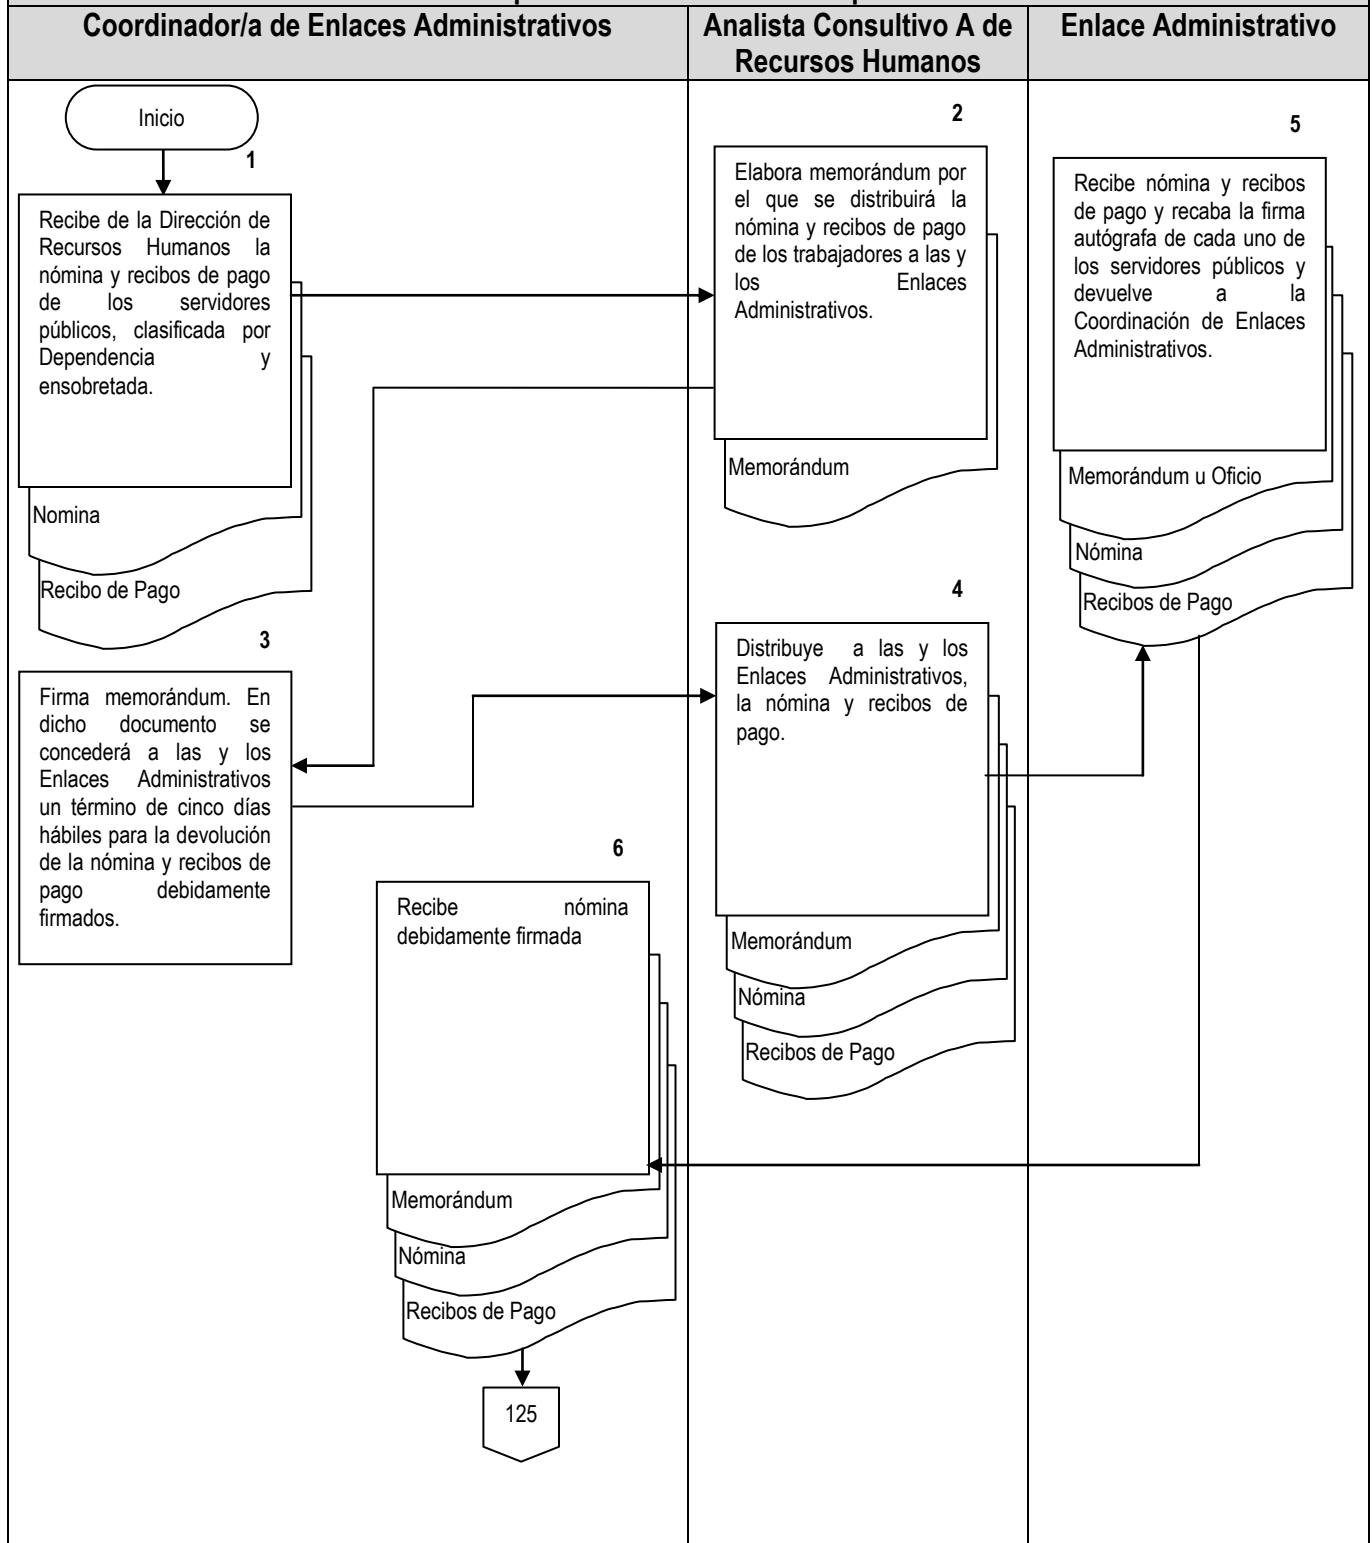 Coordinador/a de Enlaces Administrativos
Analista Consultivo A de
Recursos Humanos
Enlace Administrativo
Inicio
1
Recibe de la Dirección de
Recursos Humanos la
nómina y recibos de pago
de los servidores
públicos, clasificada por
Dependencia y
ensobretada.
Nomina
Recibo de Pago
2
Elabora memorándum por
el que se distribuirá la
nómina y recibos de pago
de los trabajadores a las y
los Enlaces
Administrativos.
Memorándum
3
Firma memorándum. En
dicho documento se
concederá a las y los
Enlaces Administrativos
un término de cinco días
hábiles para la devolución
de la nómina y recibos de
pago debidamente
firmados.
4
Distribuye a las y los
Enlaces Administrativos,
la nómina y recibos de
pago.
Memorándum
Nómina
Recibos de Pago
5
Recibe nómina y recibos
de pago y recaba la firma
autógrafa de cada uno de
los servidores públicos y
devuelve a la
Coordinación de Enlaces
Administrativos.
Memorándum u Oficio
Nómina
Recibos de Pago
6
Recibe nómina
debidamente firmada
Memorándum
Nómina
Recibos de Pago
125